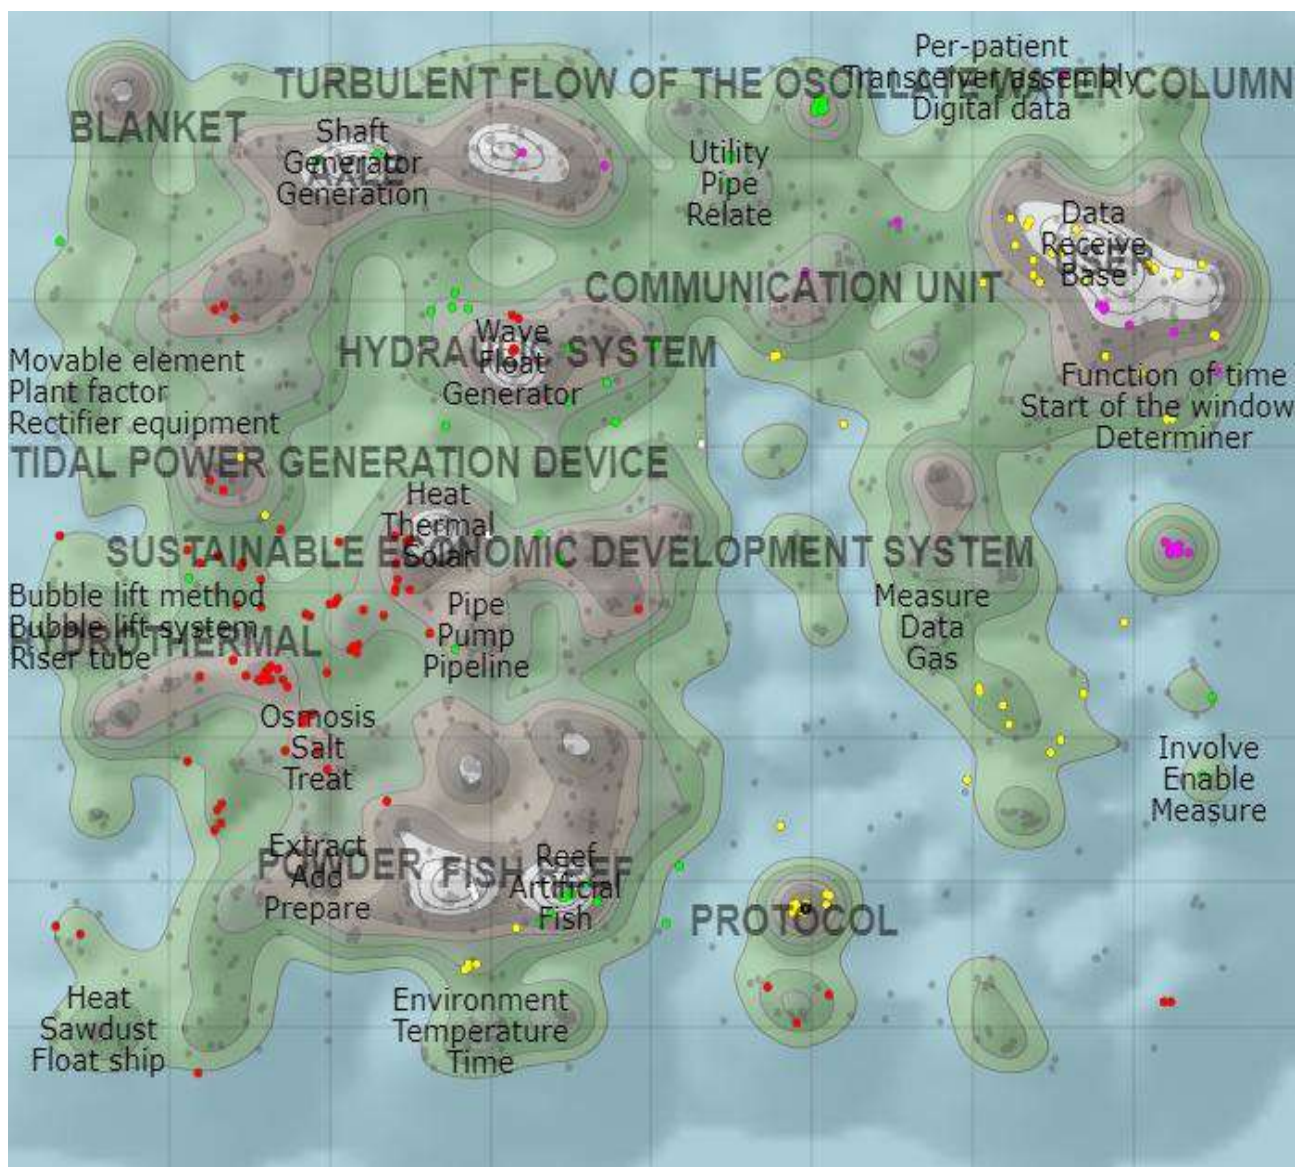 Per-patient
Transceiver assembly
Digital data
TURBULENT FLOW OF THE OSCILLATE WATER COLUMN
BLANKET
Shaft
Generator
Generation
Utility
Pipe
Relate
Data
Receive
Base
COMMUNICATION UNIT
HYDRAULIC SYSTEM
Wave
Float
Generator
Movable element
Plant factor
Rectifier equipment
Function of time
Start of the window
Determiner
TIDAL POWER GENERATION DEVICE
Heat
Thermal
Solar
SUSTAINABLE ECONOMIC DEVELOPMENT SYSTEM
Bubble lift method
Bubble lift system
Riser tube
HYDROTHERMAL
Pipe
Pump
Pipeline
Measure
Data
Gas
Osmosis
Salt
Treat
Involve
Enable
Measure
Extract
Add
Prepare
POWDER
FISH REEF
Reef
Artificial
Fish
PROTOCOL
Heat
Sawdust
Float ship
Environment
Temperature
Time